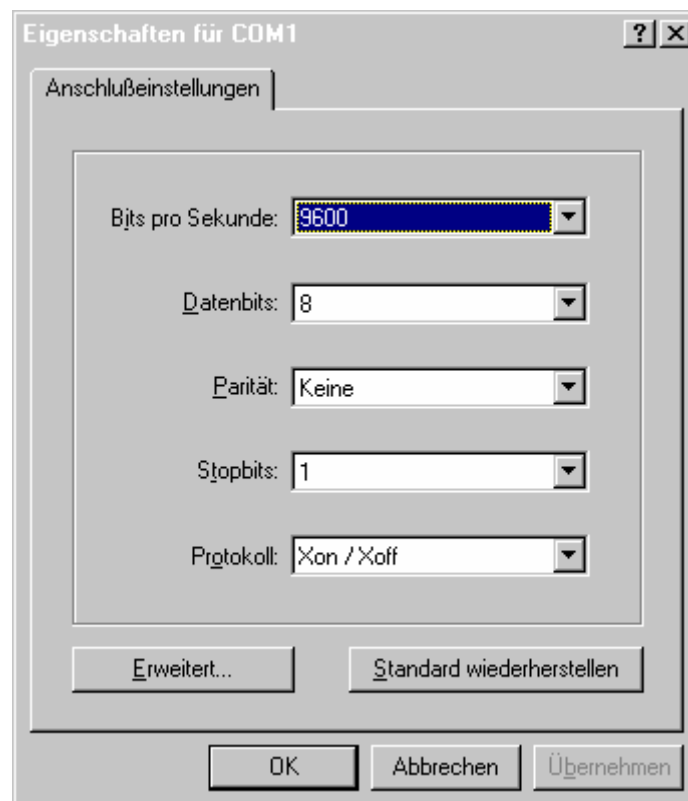 Eigenschaften für COM1
Anschlußeinstellungen
Bits pro Sekunde: 9600
Datenbits: 8
Parität: Keine
Stopbits: 1
Protokoll: Xon / Xoff
Erweitert... Standard wiederherstellen
OK Abbrechen Übernehmen